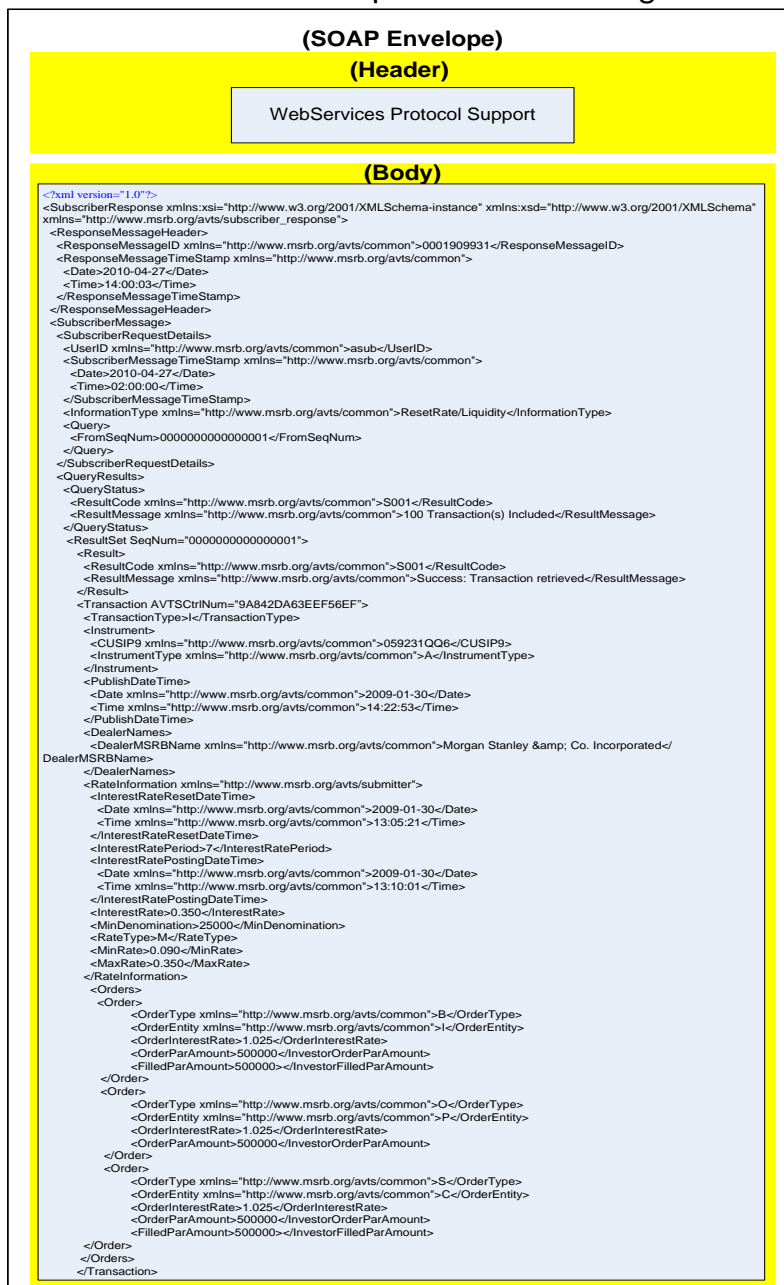 (SOAP Envelope)
(Header)
WebServices Protocol Support
(Body)
<?xml version="1.0"?>
<SubscriberResponse xmlns:xsi="http://www.w3.org/2001/XMLSchema-instance" xmlns:xsd="http://www.w3.org/2001/XMLSchema"
xmlns="http://www.msrb.org/avts/subscriber_response">
<ResponseMessageHeader>
<ResponseMessageID xmlns="http://www.msrb.org/avts/common">0001909931</ResponseMessageID>
<ResponseMessageTimeStamp xmlns="http://www.msrb.org/avts/common">
<Date>2010-04-27</Date>
<Time>14:00:03</Time>
</ResponseMessageTimeStamp>
</ResponseMessageHeader>
<SubscriberMessage>
<SubscriberRequestDetails>
<UserID xmlns="http://www.msrb.org/avts/common">asub</UserID>
<SubscriberMessageTimeStamp xmlns="http://www.msrb.org/avts/common">
<Date>2010-04-27</Date>
<Time>02:00:00</Time>
</SubscriberMessageTimeStamp>
<InformationType xmlns="http://www.msrb.org/avts/common">ResetRate/Liquidity</InformationType>
<Query>
<FromSeqNum>0000000000000001</FromSeqNum>
</Query>
</SubscriberRequestDetails>
<QueryResults>
<QueryStatus>
<ResultCode xmlns="http://www.msrb.org/avts/common">S001</ResultCode>
<ResultMessage xmlns="http://www.msrb.org/avts/common">100 Transaction(s) Included</ResultMessage>
</QueryStatus>
<ResultSet SeqNum="0000000000000001">
<Result>
<ResultCode xmlns="http://www.msrb.org/avts/common">S001</ResultCode>
<ResultMessage xmlns="http://www.msrb.org/avts/common">Success: Transaction retrieved</ResultMessage>
</Result>
<Transaction AVTSCtrlNum="9A842DA63EEF56EF”>
<TransactionType>I</TransactionType>
<Instrument>
<CUSIP9 xmlns="http://www.msrb.org/avts/common">059231QQ6</CUSIP9>
<InstrumentType xmlns="http://www.msrb.org/avts/common">A</InstrumentType>
</Instrument>
<PublishDateTime>
<Date xmlns="http://www.msrb.org/avts/common">2009-01-30</Date>
<Time xmlns="http://www.msrb.org/avts/common">14:22:53</Time>
</PublishDateTime>
<DealerNames>
<DealerMSRBName xmlns="http://www.msrb.org/avts/common">Morgan Stanley &amp; Co. Incorporated</
DealerMSRBName>
</DealerNames>
<RateInformation xmlns="http://www.msrb.org/avts/submitter">
<InterestRateResetDateTime>
<Date xmlns="http://www.msrb.org/avts/common">2009-01-30</Date>
<Time xmlns="http://www.msrb.org/avts/common">13:05:21</Time>
</InterestRateResetDateTime>
<InterestRatePeriod>7</InterestRatePeriod>
<InterestRatePostingDateTime>
<Date xmlns="http://www.msrb.org/avts/common">2009-01-30</Date>
<Time xmlns="http://www.msrb.org/avts/common">13:10:01</Time>
</InterestRatePostingDateTime>
<InterestRate>0.350</InterestRate>
<MinDenomination>25000</MinDenomination>
<RateType>M</RateType>
<MinRate>0.090</MinRate>
<MaxRate>0.350</MaxRate>
</RateInformation>
<Orders>
<Order>
<OrderType xmlns="http://www.msrb.org/avts/common">B</OrderType>
<OrderEntity xmlns="http://www.msrb.org/avts/common">I</OrderEntity>
<OrderInterestRate>1.025</OrderInterestRate>
<OrderParAmount>500000</InvestorOrderParAmount>
<FilledParAmount>500000></InvestorFilledParAmount>
</Order>
<Order>
<OrderType xmlns="http://www.msrb.org/avts/common">O</OrderType>
<OrderEntity xmlns="http://www.msrb.org/avts/common">P</OrderEntity>
<OrderInterestRate>1.025</OrderInterestRate>
<OrderParAmount>500000</InvestorOrderParAmount>
</Order>
<Order>
<OrderType xmlns="http://www.msrb.org/avts/common">S</OrderType>
<OrderEntity xmlns="http://www.msrb.org/avts/common">C</OrderEntity>
<OrderInterestRate>1.025</OrderInterestRate>
<OrderParAmount>500000</InvestorOrderParAmount>
<FilledParAmount>500000></InvestorFilledParAmount>
</Order>
</Orders>
</Transaction>